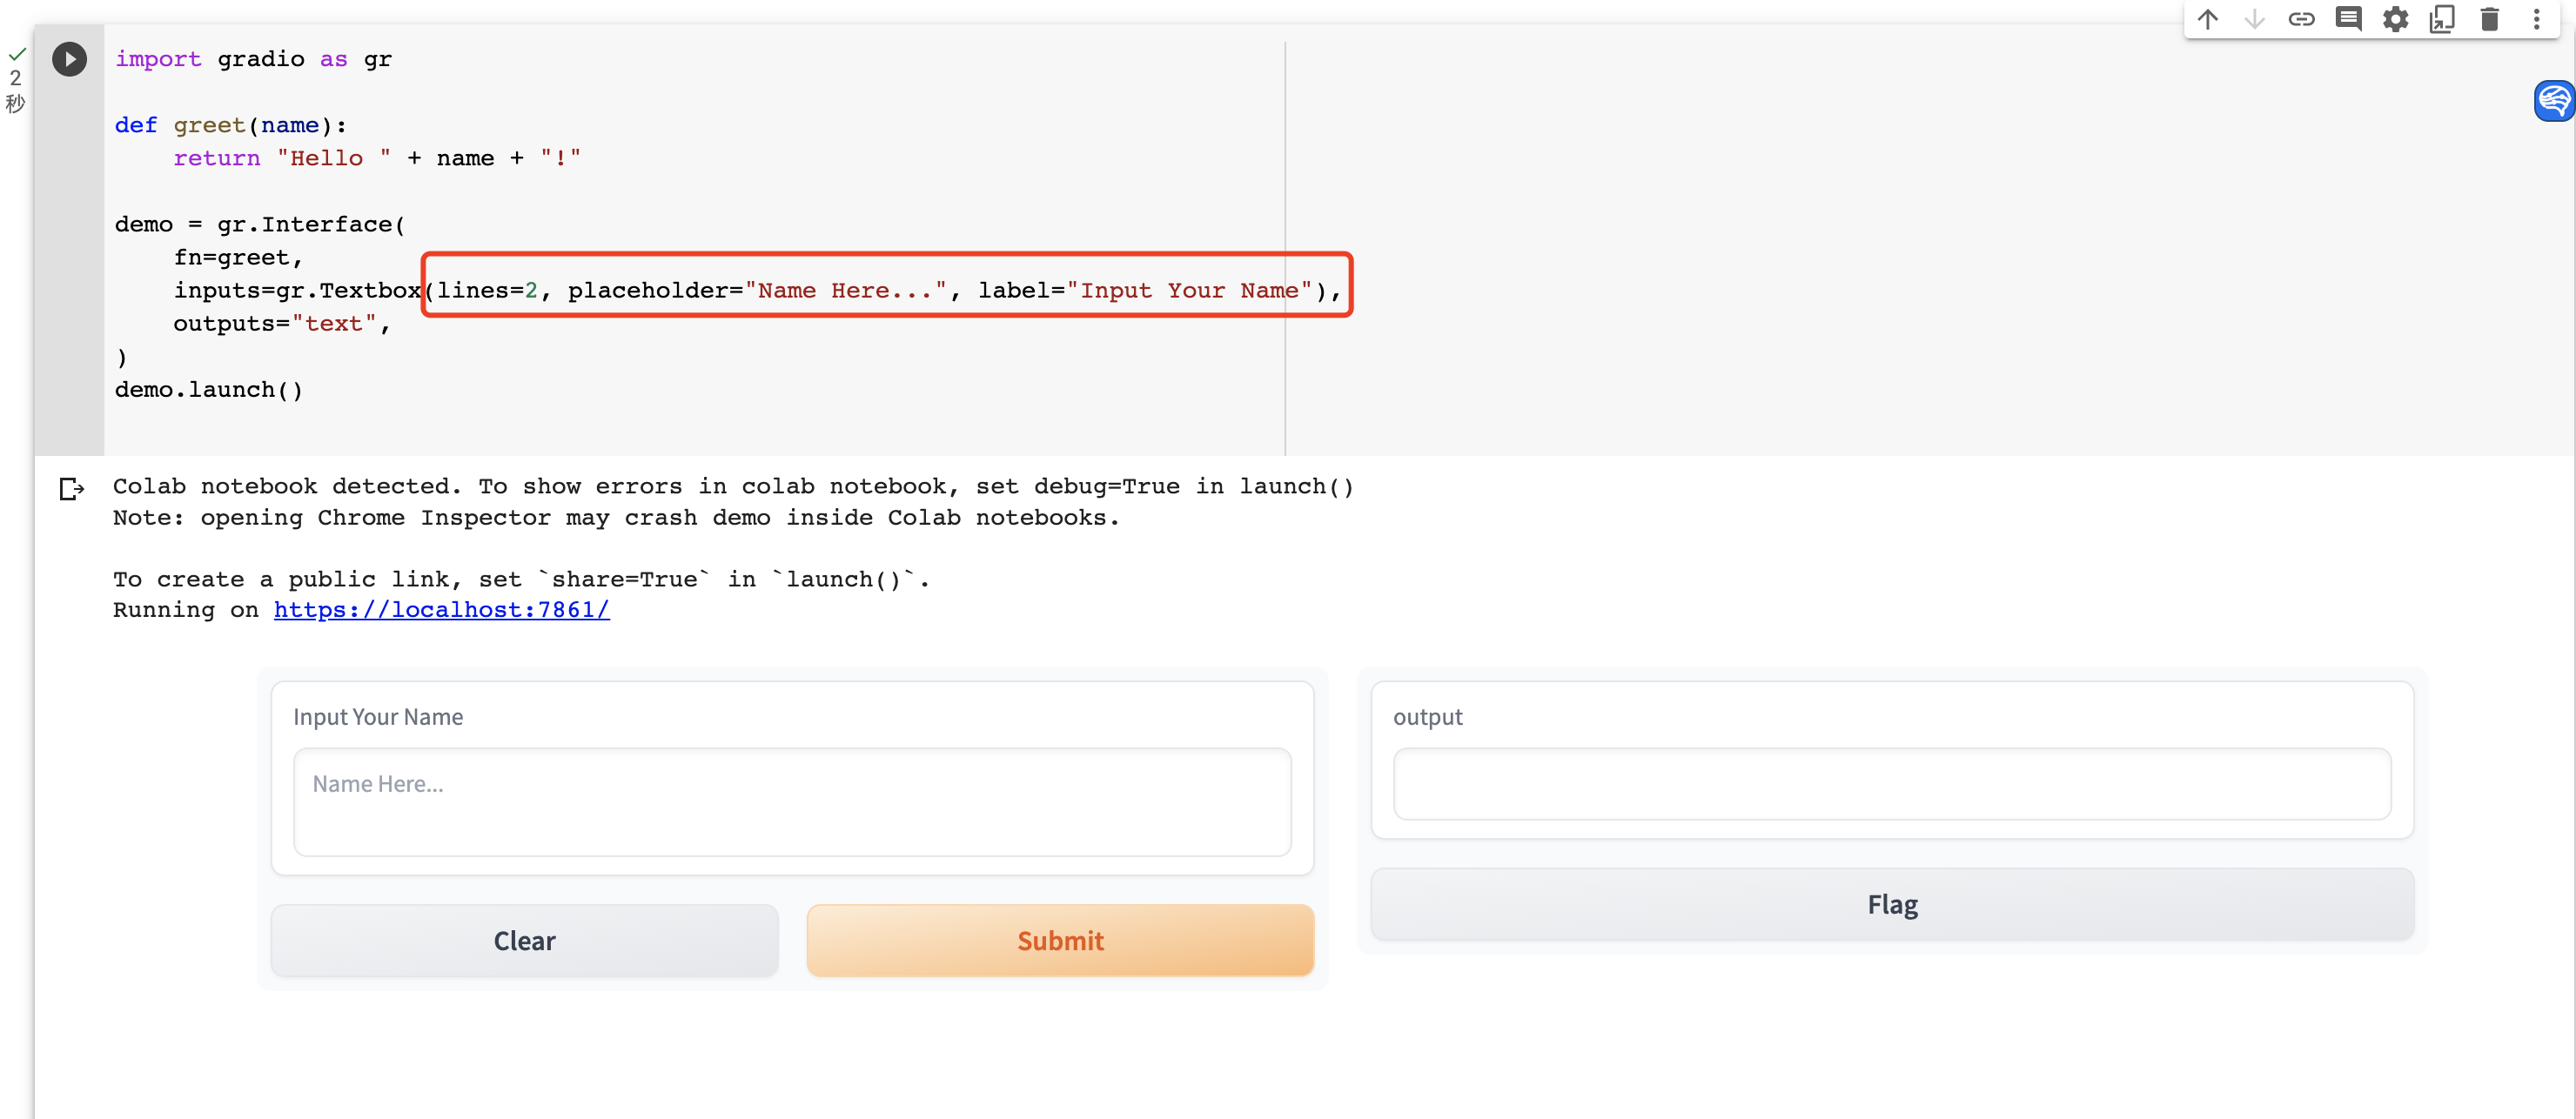 2
秒
import gradio as gr
def greet(name):
    return "Hello " + name + "!"
demo = gr.Interface(
    fn=greet,
    inputs=gr.Textbox(lines=2, placeholder="Name Here...", label="Input Your Name"),
    outputs="text",
)
demo.launch()
Colab notebook detected. To show errors in colab notebook, set debug=True in launch()
Note: opening Chrome Inspector may crash demo inside Colab notebooks.
To create a public link, set `share=True` in `launch()`.
Running on https://localhost:7861/
Input Your Name
Name Here...
Clear
Submit
output
Flag